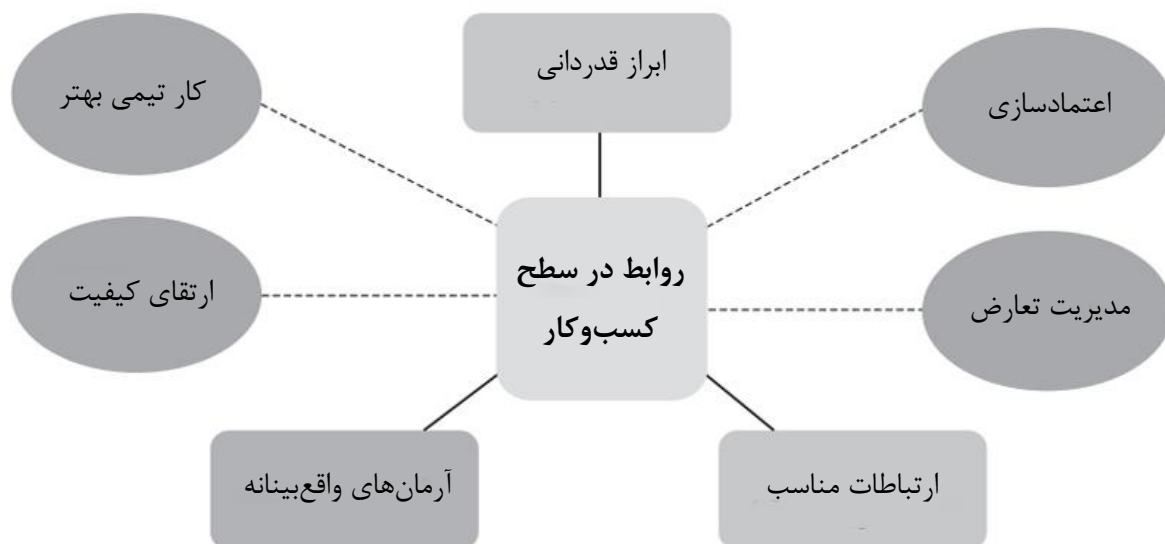 ابراز قدردانی
اعتمادسازی
کار تیمی بهتر
روابط در سطح
کسب‌وکار
مدیریت تعارض
ارتقای کیفیت
ارتباطات مناسب
آرمان‌های واقع‌بینانه